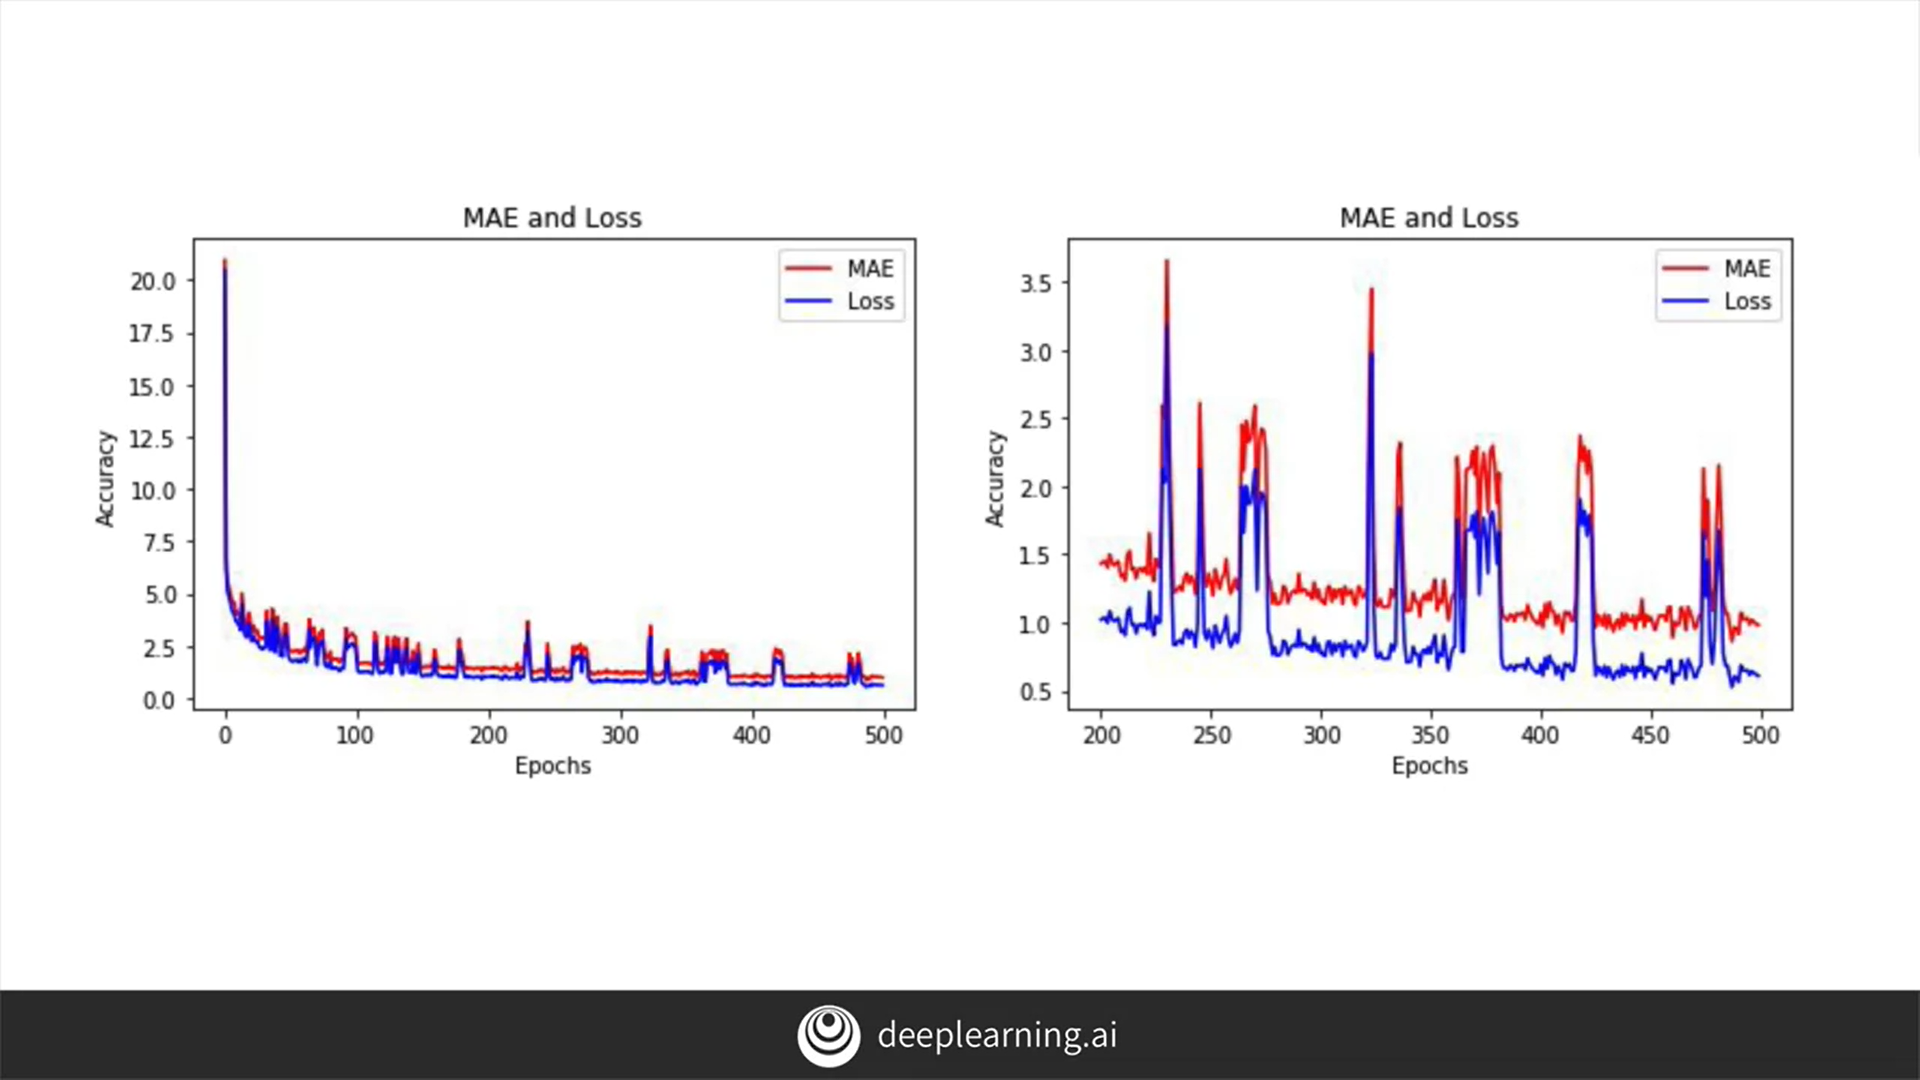 MAE and Loss
MAE
Loss
20.0
17.5
15.0
12.5
10.0
7.5
5.0
2.5
0.0
Accuracy
0 100 200 300 400 500
Epochs
MAE and Loss
MAE
Loss
3.5
3.0
2.5
2.0
1.5
1.0
0.5
Accuracy
200 250 300 350 400 450 500
Epochs
deeplearning.ai